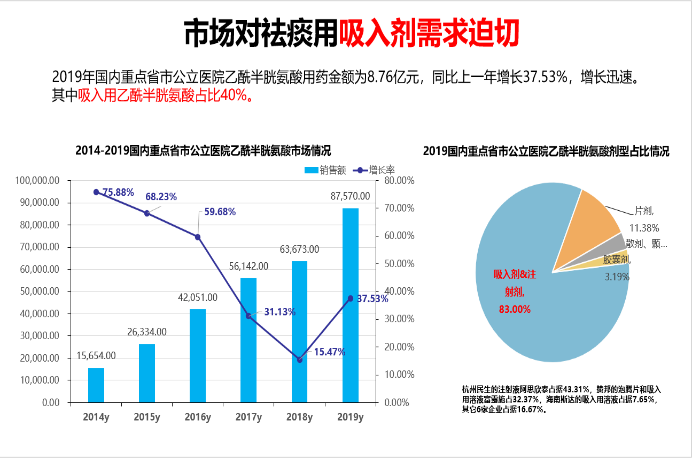 市场对祛痰用吸入剂需求迫切
2019年国内重点省市公立医院乙酰半胱氨酸用药金额为8.76亿元，同比上一年增长37.53%，增长迅速。
其中吸入用乙酰半胱氨酸占比40%。
2014-2019国内重点省市公立医院乙酰半胱氨酸市场情况
销售额 增长率
100,000.00
90,000.00
80,000.00
70,000.00
60,000.00
50,000.00
40,000.00
30,000.00
20,000.00
10,000.00
0.00
80.00%
70.00%
60.00%
50.00%
40.00%
30.00%
20.00%
10.00%
0.00%
75.88%
68.23%
59.68%
31.13%
15.47%
37.53%
15,654.00
26,334.00
42,051.00
56,142.00
63,673.00
87,570.00
2014y 2015y 2016y 2017y 2018y 2019y
2019国内重点省市公立医院乙酰半胱氨酸剂型占比情况
片剂,
11.38%
散剂、颗...
胶囊剂,
3.19%
吸入剂&注
射剂,
83.00%
杭州民生的注射液阿思欣泰占据43.31%，赞邦的泡腾片和吸入
用溶液富露施占32.37%，海南斯达的吸入用溶液占据7.65%，
其它6家企业占据16.67%。